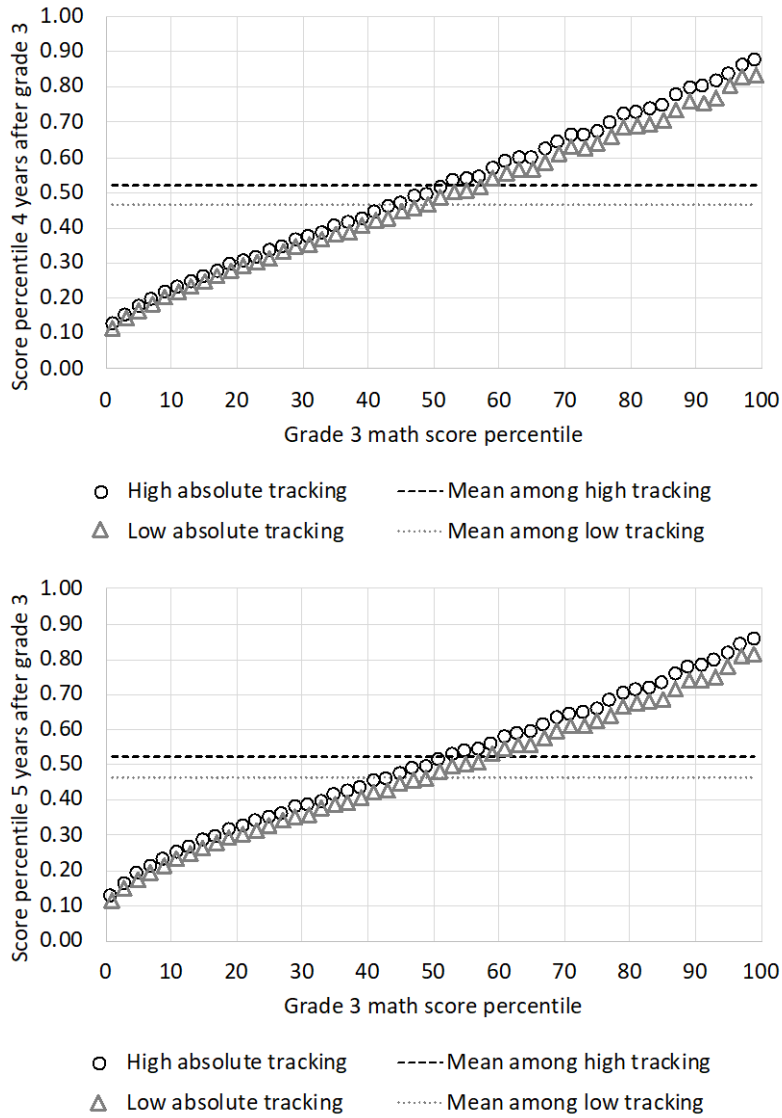 Score percentile 4 years after grade 3
1.00
0.90
0.80
0.70
0.60
0.50
0.40
0.30
0.20
0.10
0.00
0 10 20 30 40 50 60 70 80 90 100
Grade 3 math score percentile
High absolute tracking Mean among high tracking
Low absolute tracking Mean among low tracking
Score percentile 5 years after grade 3
1.00
0.90
0.80
0.70
0.60
0.50
0.40
0.30
0.20
0.10
0.00
0 10 20 30 40 50 60 70 80 90 100
Grade 3 math score percentile
High absolute tracking Mean among high tracking
Low absolute tracking Mean among low tracking